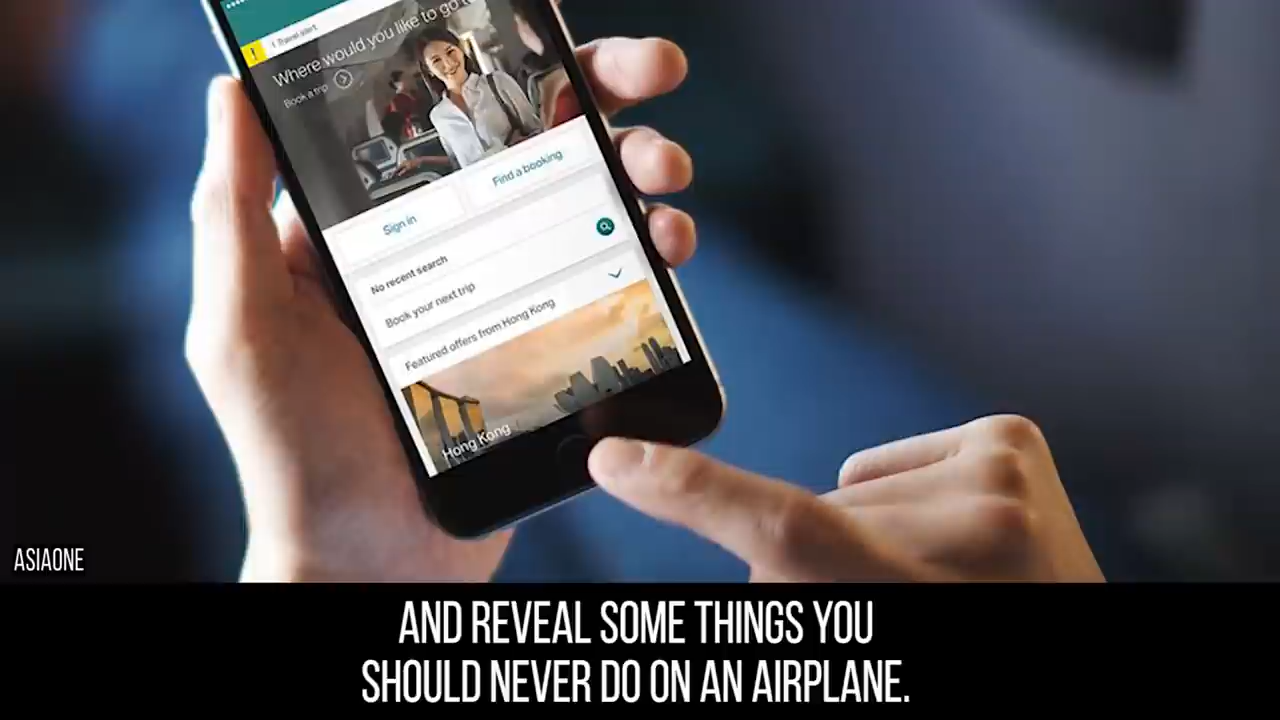 ! 1 Travel alert
Where would you like to go t
Book a trip
Sign in
Find a booking
No recent search
Book your next trip
Featured offers from Hong Kong
Hong Kong
ASIAONE
AND REVEAL SOME THINGS YOU
SHOULD NEVER DO ON AN AIRPLANE.